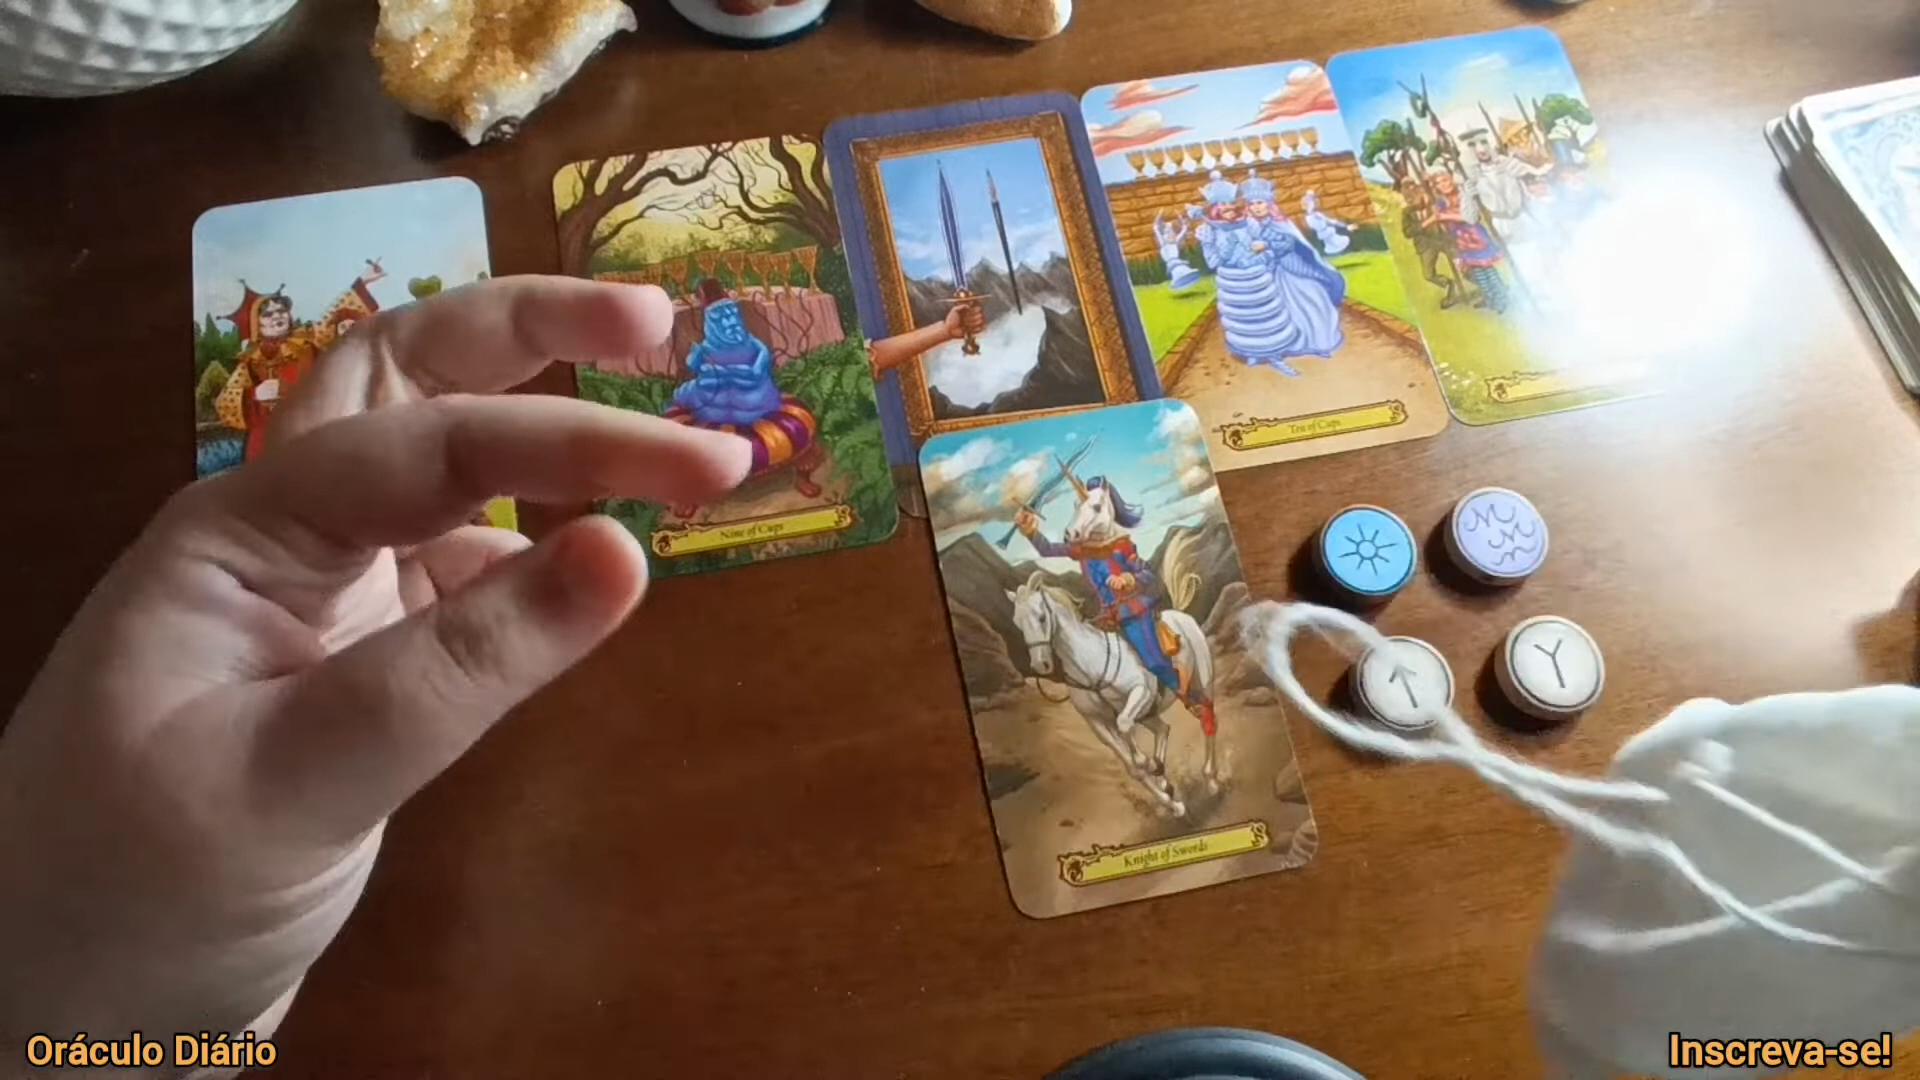 Nine of Cups
Ten of Cups
Knight of Swords
Oráculo Diário
Inscreva-se!